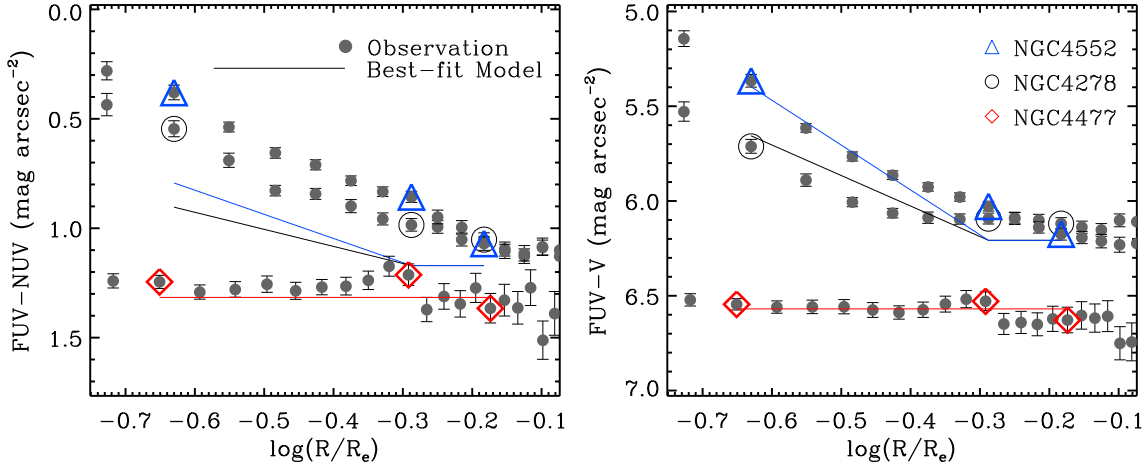 FUV−NUV (mag arcsec⁻²)
0.0
0.5
1.0
1.5
Observation
Best−fit Model
−0.7 −0.6 −0.5 −0.4 −0.3 −0.2 −0.1
log(R/Rₑ)
FUV−V (mag arcsec⁻²)
5.0
5.5
6.0
6.5
7.0
NGC4552
NGC4278
NGC4477
−0.7 −0.6 −0.5 −0.4 −0.3 −0.2 −0.1
log(R/Rₑ)